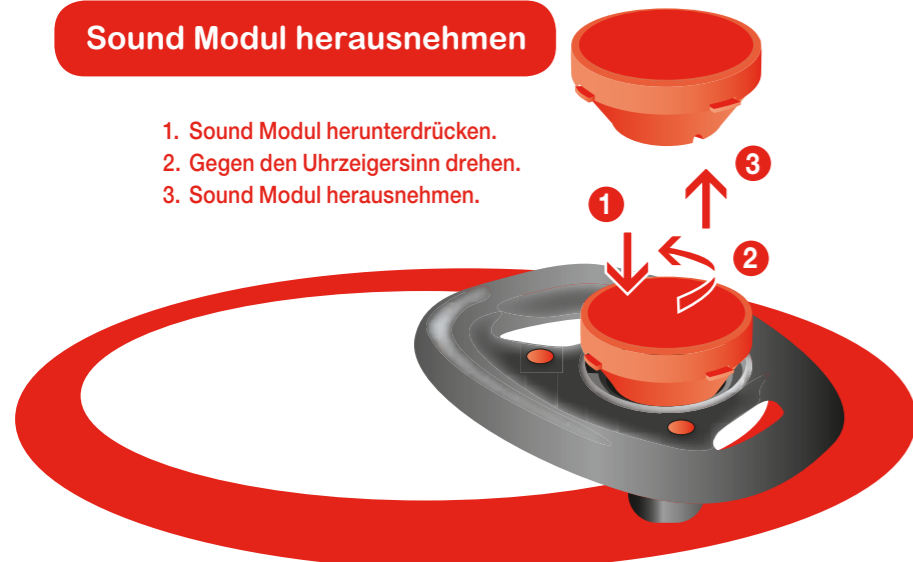 Sound Modul herausnehmen
1. Sound Modul herunterdrücken.
2. Gegen den Uhrzeigersinn drehen.
3. Sound Modul herausnehmen.
3
1
2